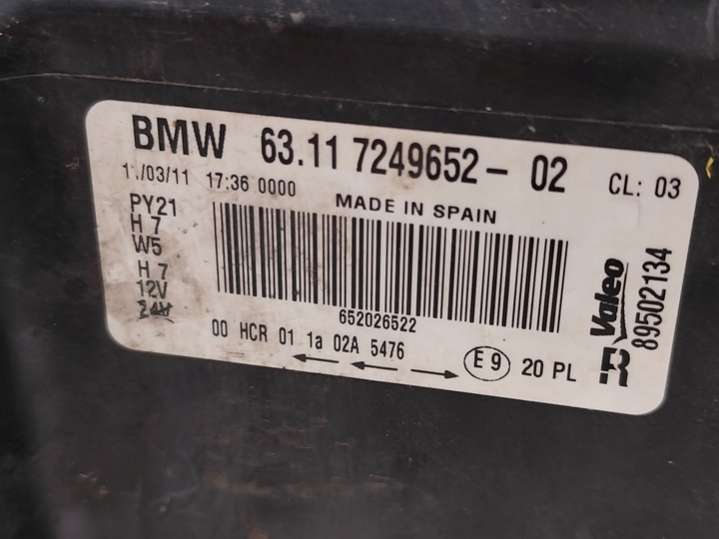 BMW 63.11 7249652 - 02 CL: 03
/03/11 17:36 0000
MADE IN SPAIN
PY21
H 7
W5
H 7
12V
24V
652026522
00 HCR 01 1a 02A 5476
E 9 20 PL
R
Valeo
89502134